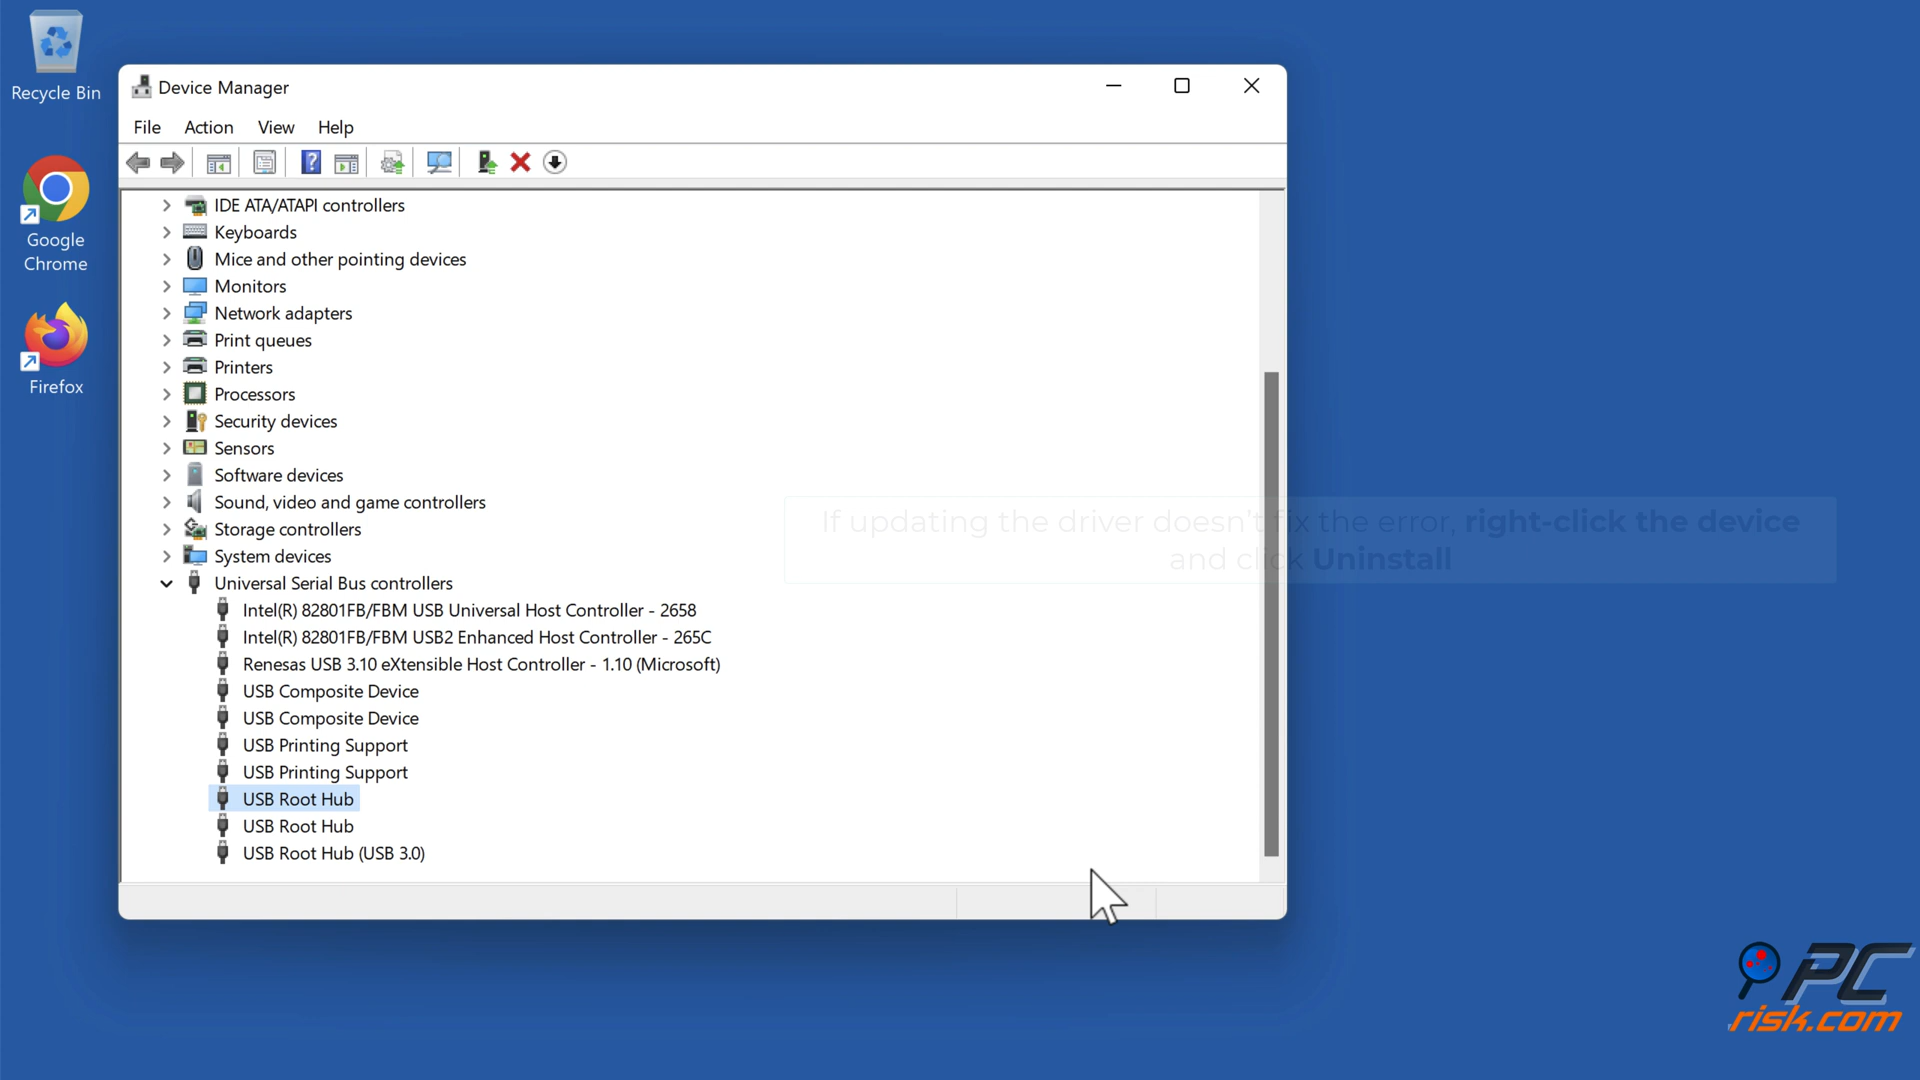 Recycle Bin
Device Manager
File Action View Help
Google
Chrome
Firefox
IDE ATA/ATAPI controllers
Keyboards
Mice and other pointing devices
Monitors
Network adapters
Print queues
Printers
Processors
Security devices
Sensors
Software devices
Sound, video and game controllers
Storage controllers
System devices
Universal Serial Bus controllers
Intel(R) 82801FB/FBM USB Universal Host Controller - 2658
Intel(R) 82801FB/FBM USB2 Enhanced Host Controller - 265C
Renesas USB 3.10 eXtensible Host Controller - 1.10 (Microsoft)
USB Composite Device
USB Composite Device
USB Printing Support
USB Printing Support
USB Root Hub
USB Root Hub
USB Root Hub (USB 3.0)
If updating the driver doesn't fix the error, right-click the device
and click Uninstall
PC
risk.com